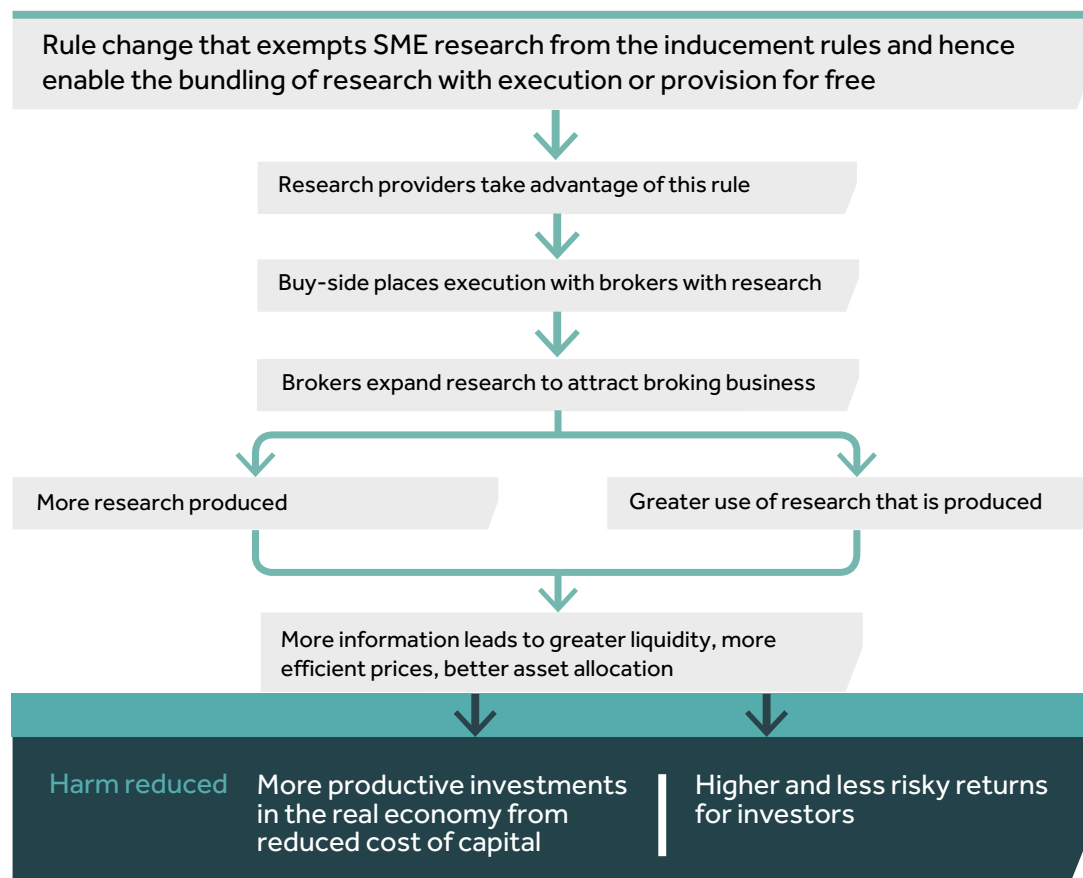 Rule change that exempts SME research from the inducement rules and hence
enable the bundling of research with execution or provision for free
Research providers take advantage of this rule
Buy-side places execution with brokers with research
Brokers expand research to attract broking business
More research produced
Greater use of research that is produced
More information leads to greater liquidity, more
efficient prices, better asset allocation
Harm reduced
More productive investments
in the real economy from
reduced cost of capital
Higher and less risky returns
for investors